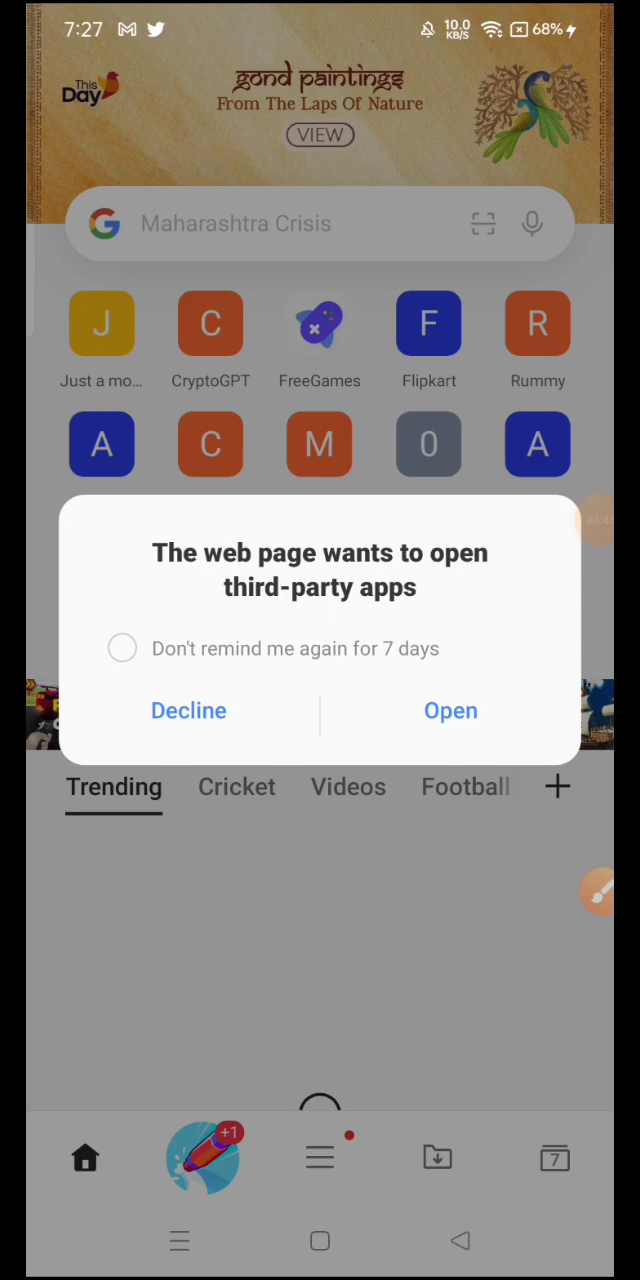 7:27
10.0
KB/S
68%
This
Day
gond paintings
From The Laps Of Nature
VIEW
Maharashtra Crisis
J
C
F
R
Just a mo...
CryptoGPT
FreeGames
Flipkart
Rummy
A
C
M
0
A
04:45
The web page wants to open
third-party apps
Don't remind me again for 7 days
Decline
Open
Trending
Cricket
Videos
Football
+1
7